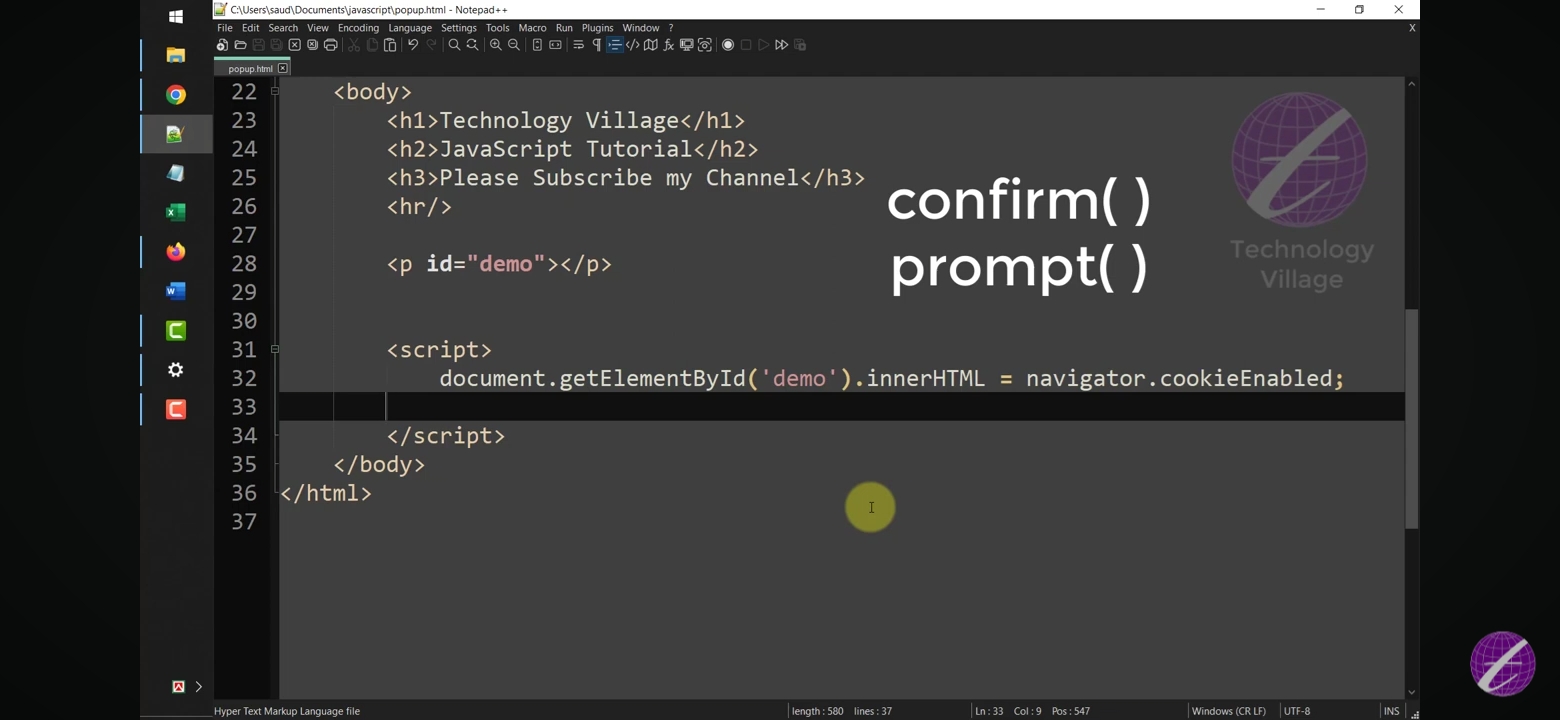 C:\Users\saud\Documents\javascript\popup.html - Notepad++
File Edit Search View Encoding Language Settings Tools Macro Run Plugins Window ? X
popup.html
22 <body>
23 <h1>Technology Village</h1>
24 <h2>JavaScript Tutorial</h2>
25 <h3>Please Subscribe my Channel</h3>
26 <hr/>
27
28 <p id="demo"></p>
29
30
31 <script>
32 document.getElementById('demo').innerHTML = navigator.cookieEnabled;
33
34 </script>
35 </body>
36 </html>
37
confirm( )
prompt( )
Technology
Village
Hyper Text Markup Language file length : 580 lines : 37 Ln : 33 Col : 9 Pos : 547 Windows (CR LF) UTF-8 INS